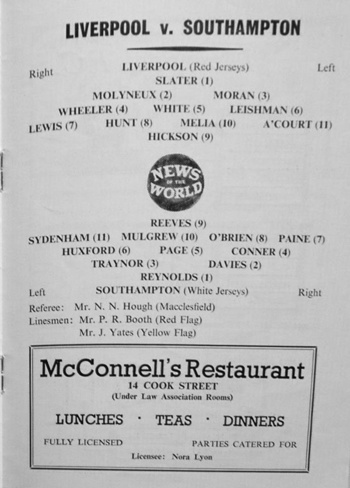 LIVERPOOL v. SOUTHAMPTON
LIVERPOOL (Red Jerseys)
Right Left
SLATER (1)
MOLYNEUX (2) MORAN (3)
WHEELER (4) WHITE (5) LEISHMAN (6)
LEWIS (7) HUNT (8) MELIA (10) A'COURT (11)
HICKSON (9)
NEWS
OF THE
WORLD
REEVES (9)
SYDENHAM (11) MULGREW (10) O'BRIEN (8) PAINE (7)
HUXFORD (6) PAGE (5) CONNER (4)
TRAYNOR (3) DAVIES (2)
REYNOLDS (1)
Left SOUTHAMPTON (White Jerseys) Right
Referee: Mr. N. N. Hough (Macclesfield)
Linesmen: Mr. P. R. Booth (Red Flag)
Mr. J. Yates (Yellow Flag)
McConnell's Restaurant
14 COOK STREET
(Under Law Association Rooms)
LUNCHES · TEAS · DINNERS
FULLY LICENSED PARTIES CATERED FOR
Licensee: Nora Lyon